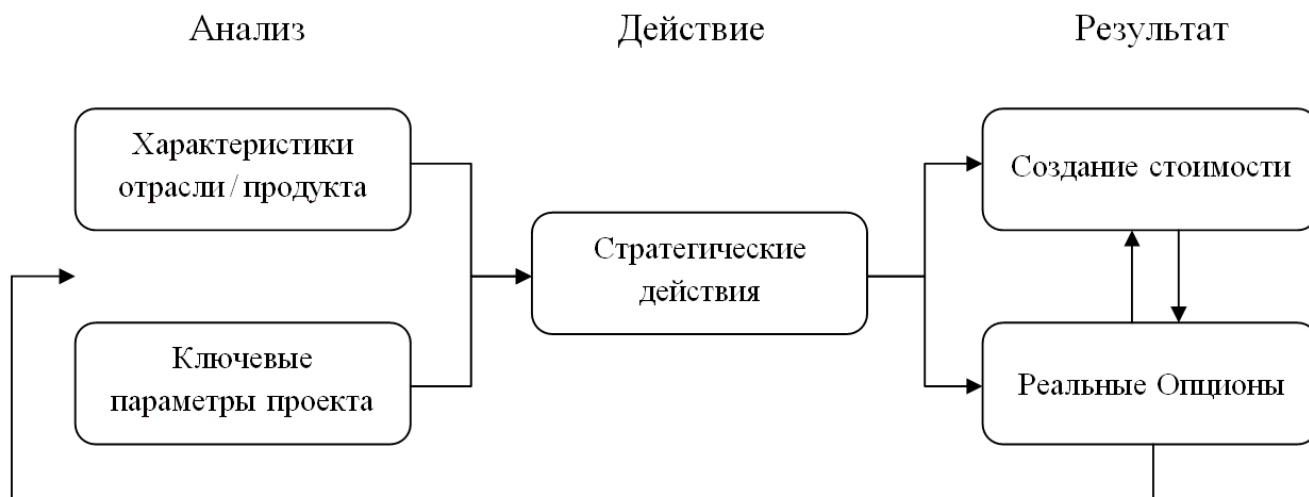 Анализ
Действие
Результат
Характеристики
отрасли / продукта
Создание стоимости
Стратегические
действия
Ключевые
параметры проекта
Реальные Опционы